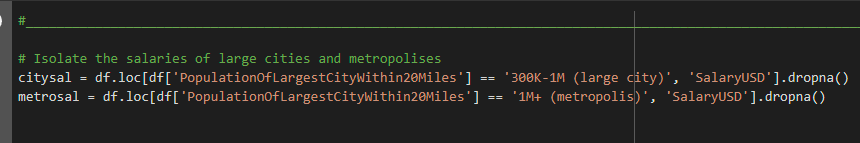 #______________________________________________________________________________________________________________
# Isolate the salaries of large cities and metropolises
citysal = df.loc[df['PopulationOfLargestCityWithin20Miles'] == '300K-1M (large city)', 'SalaryUSD'].dropna()
metrosal = df.loc[df['PopulationOfLargestCityWithin20Miles'] == '1M+ (metropolis)', 'SalaryUSD'].dropna()